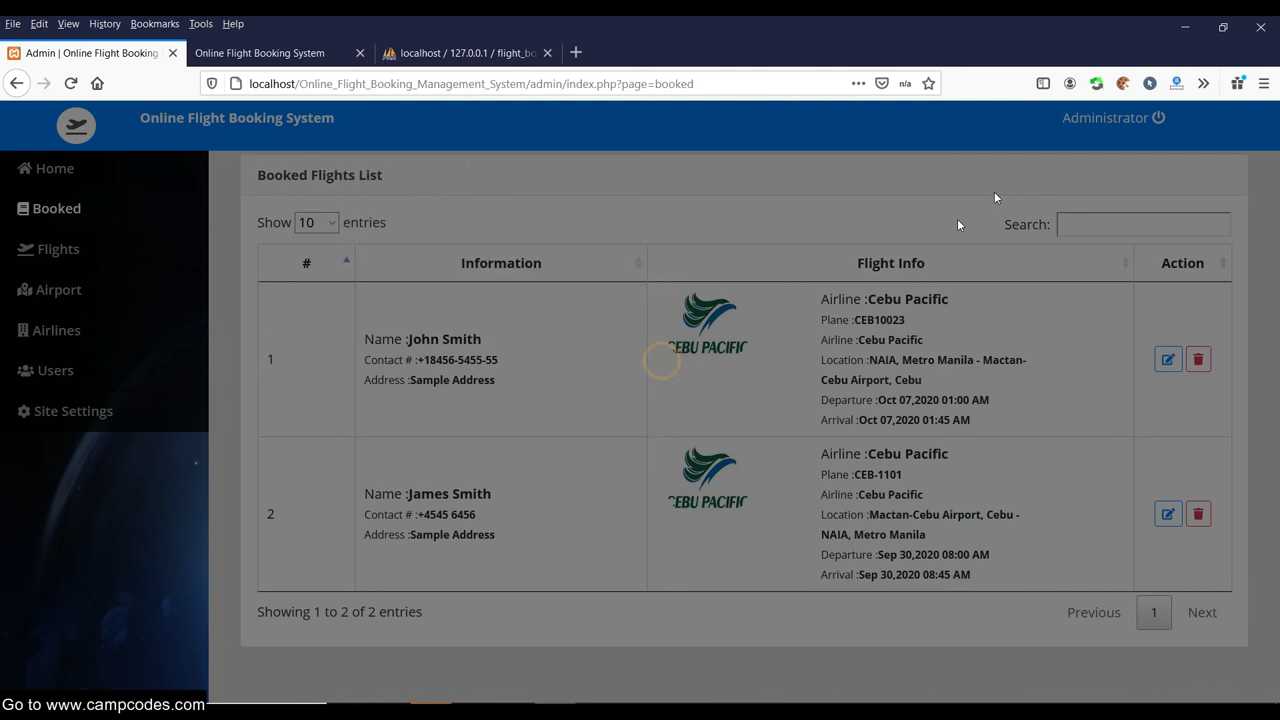 File Edit View History Bookmarks Tools Help
Admin | Online Flight Booking
Online Flight Booking System
localhost / 127.0.0.1 / flight_bo
localhost/Online_Flight_Booking_Management_System/admin/index.php?page=booked
n/a
Online Flight Booking System
Administrator
Home
Booked
Flights
Airport
Airlines
Users
Site Settings
Booked Flights List
Show 10 entries
Search:
# Information Flight Info Action
1
Name :John Smith
Contact # :+18456-5455-55
Address :Sample Address
CEBU PACIFIC
Airline :Cebu Pacific
Plane :CEB10023
Airline :Cebu Pacific
Location :NAIA, Metro Manila - Mactan-
Cebu Airport, Cebu
Departure :Oct 07,2020 01:00 AM
Arrival :Oct 07,2020 01:45 AM
2
Name :James Smith
Contact # :+4545 6456
Address :Sample Address
CEBU PACIFIC
Airline :Cebu Pacific
Plane :CEB-1101
Airline :Cebu Pacific
Location :Mactan-Cebu Airport, Cebu -
NAIA, Metro Manila
Departure :Sep 30,2020 08:00 AM
Arrival :Sep 30,2020 08:45 AM
Showing 1 to 2 of 2 entries
Previous 1 Next
Go to www.campcodes.com